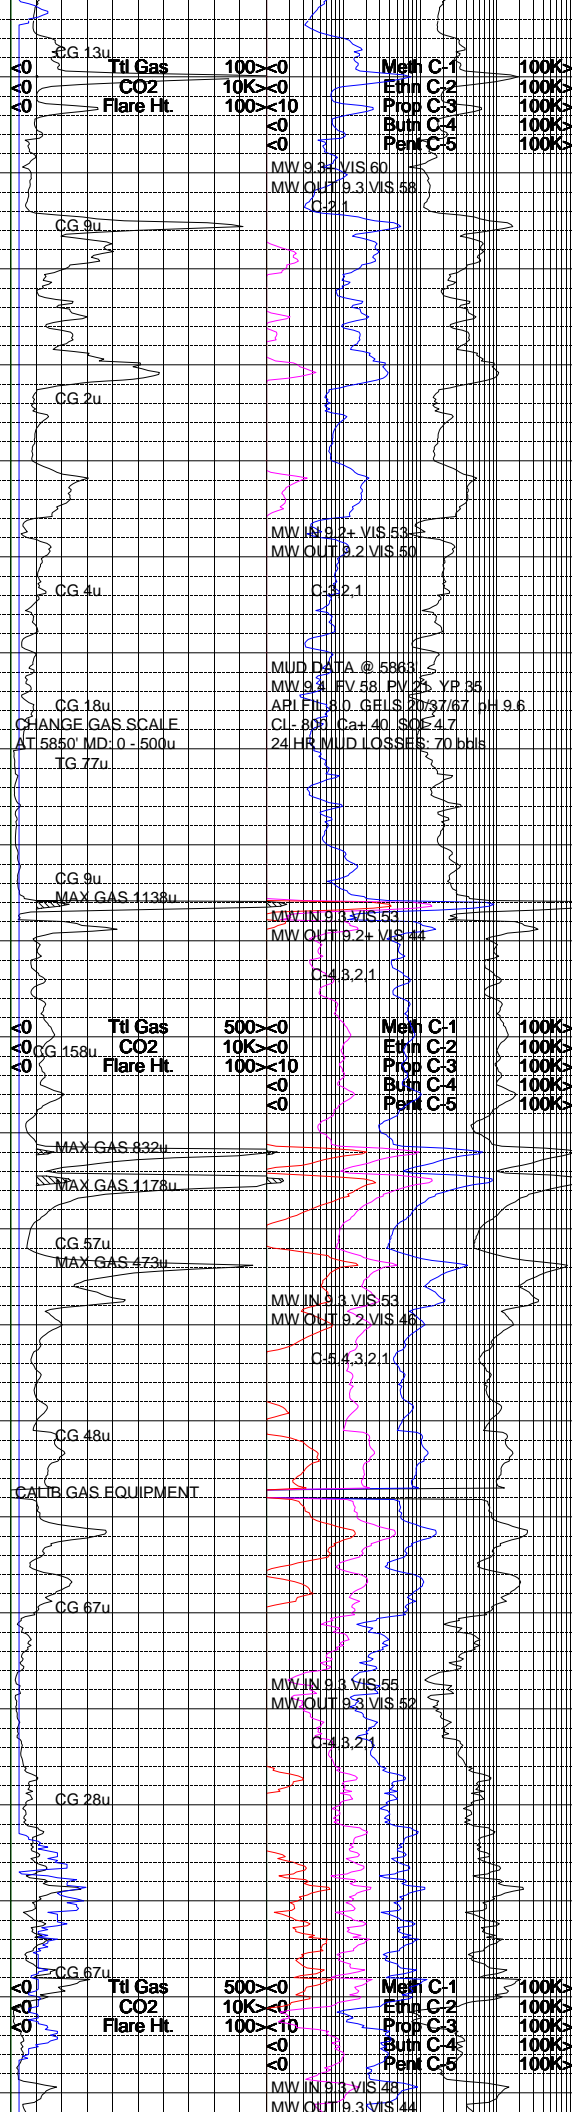 CG 13u
<0 Ttl Gas 100><0 Meth C-1 100K>
<0 CO2 10K><0 Ethn C-2 100K>
<0 Flare Ht. 100><10 Prop C-3 100K>
<0 Butn C-4 100K>
<0 Pent C-5 100K>
MW 9.3+ VIS 60
MW OUT 9.3 VIS 58
C-2,1
CG 9u
CG 2u
MW IN 9.2+ VIS 53
MW OUT 9.2 VIS 50
CG 4u
C-3,2,1
MUD DATA @ 5863
MW 9.4 FV 58 PV 21 YP 35
CG 18u
API FIL 8.0 GELS 20/37/67 pH 9.6
CHANGE GAS SCALE
CL- 800 Ca+ 40 SOL 4.7
AT 5850' MD: 0 - 500u
24 HR MUD LOSSES: 70 bbls
TG 77u
CG 9u
MAX GAS 1138u
MW IN 9.3 VIS 53
MW OUT 9.2+ VIS 44
C-4,3,2,1
<0 Ttl Gas 500><0 Meth C-1 100K>
<0 CO2 10K><0 Ethn C-2 100K>
CG 158u
<0 Flare Ht. 100><10 Prop C-3 100K>
<0 Butn C-4 100K>
<0 Pent C-5 100K>
MAX GAS 832u
MAX GAS 1178u
CG 57u
MAX GAS 473u
MW IN 9.3 VIS 53
MW OUT 9.2 VIS 46
C-5,4,3,2,1
CG 48u
CALIB GAS EQUIPMENT
CG 67u
MW IN 9.3 VIS 55
MW OUT 9.3 VIS 52
C-4,3,2,1
CG 28u
CG 67u
<0 Ttl Gas 500><0 Meth C-1 100K>
<0 CO2 10K><0 Ethn C-2 100K>
<0 Flare Ht. 100><10 Prop C-3 100K>
<0 Butn C-4 100K>
<0 Pent C-5 100K>
MW IN 9.3 VIS 48
MW OUT 9.3 VIS 44